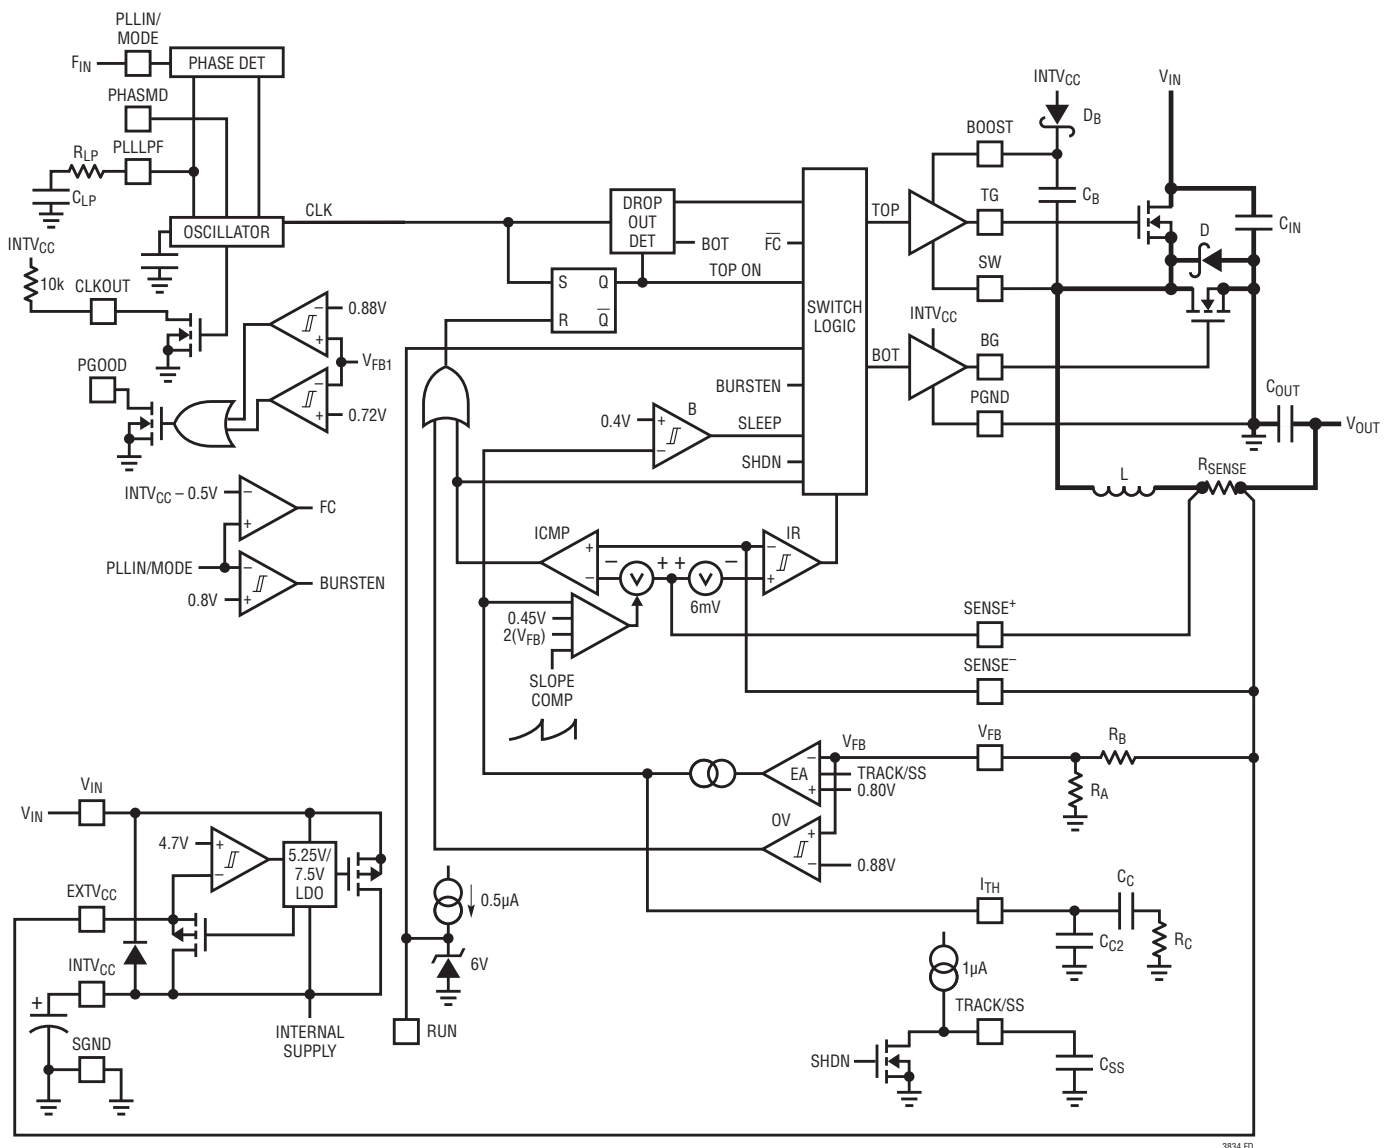 PLLIN/
MODE
F_IN
PHASE DET
PHASMD
R_LP
PLLLPF
C_LP
CLK
OSCILLATOR
INTV_CC
10k
CLKOUT
PGOOD
0.88V
–
+
V_FB1
–
+
0.72V
INTV_CC – 0.5V
–
+
FC
PLLIN/MODE
–
+
0.8V
BURSTEN
DROP
OUT
DET
BOT
FC
TOP ON
S
Q
R
Q
SWITCH
LOGIC
BURSTEN
0.4V
+
–
B
SLEEP
SHDN
TOP
BOT
INTV_CC
D_B
V_IN
BOOST
TG
C_B
C_IN
D
SW
INTV_CC
BG
PGND
C_OUT
V_OUT
L
R_SENSE
ICMP
+
–
–
+ +
–
V
V
6mV
IR
–
+
0.45V
2(V_FB)
SLOPE
COMP
SENSE+
SENSE–
V_FB
–
EA
+
TRACK/SS
0.80V
V_FB
R_B
R_A
OV
+
–
0.88V
V_IN
V_IN
4.7V
+
–
5.25V/
7.5V
LDO
EXTV_CC
INTV_CC
+
SGND
INTERNAL
SUPPLY
0.5µA
6V
RUN
I_TH
C_C
C_C2
R_C
1µA
TRACK/SS
SHDN
C_SS
3834 FD